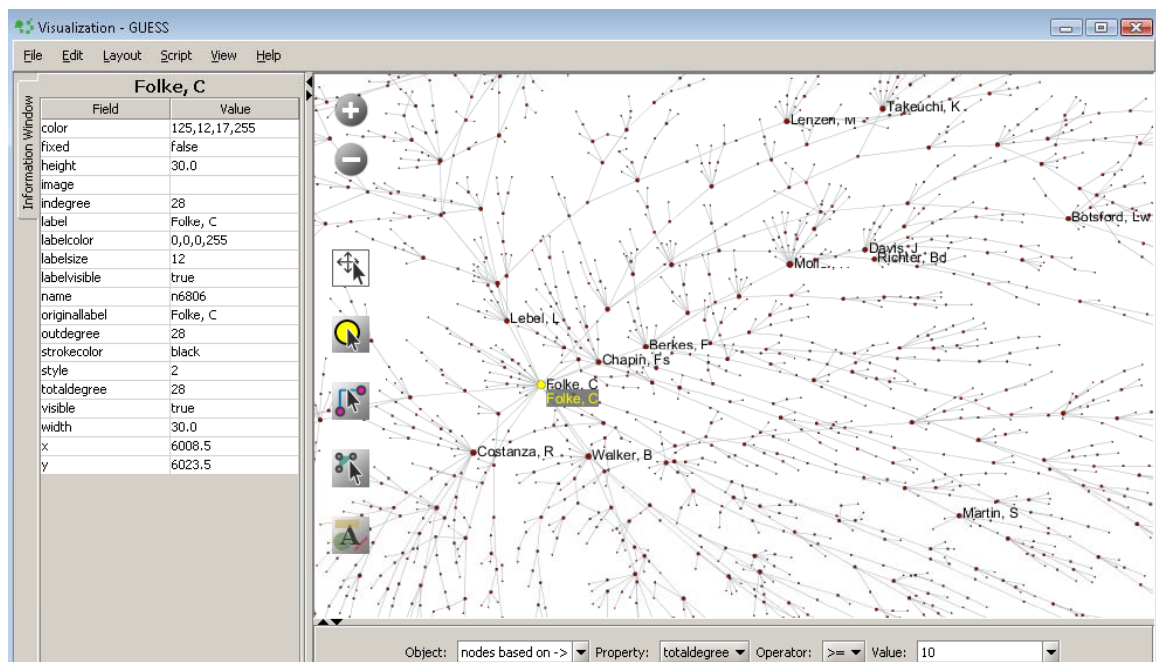 Visualization - GUESS
File Edit Layout Script View Help
Information Window
Folke, C
Field Value
color 125,12,17,255
fixed false
height 30.0
image
indegree 28
label Folke, C
labelcolor 0,0,0,255
labelsize 12
labelvisible true
name n6806
originallabel Folke, C
outdegree 28
strokecolor black
style 2
totaldegree 28
visible true
width 30.0
x 6008.5
y 6023.5
Takeuchi, K
Lenzen, M
Botsford, Lw
Davis, J
Richter, Bd
Lebel, L
Berkes, F
Chapin, Fs
Folke, C
Folke, C
Costanza, R
Walker, B
Martin, S
A
Object: nodes based on -> Property: totaldegree Operator: >= Value: 10